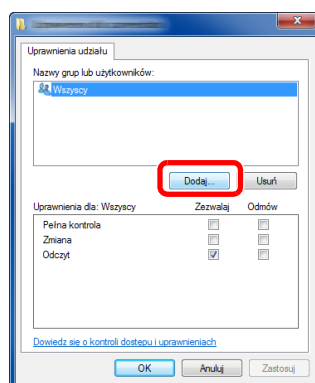 Uprawnienia udziału
Nazwy grup lub użytkowników:
Wszyscy
Dodaj... Usuń
Uprawnienia dla: Wszyscy Zezwalaj Odmów
Pełna kontrola
Zmiana
Odczyt
Dowiedz się o kontroli dostępu i uprawnieniach
OK Anuluj Zastosuj